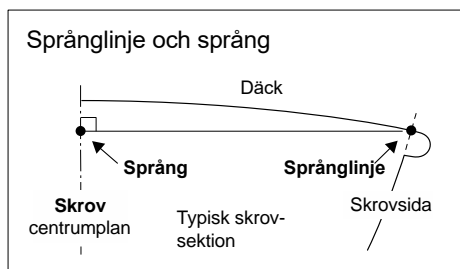 Språnglinje och språng
Däck
Språng
Språnglinje
Skrov
centrumplan
Typisk skrov-
sektion
Skrovsida